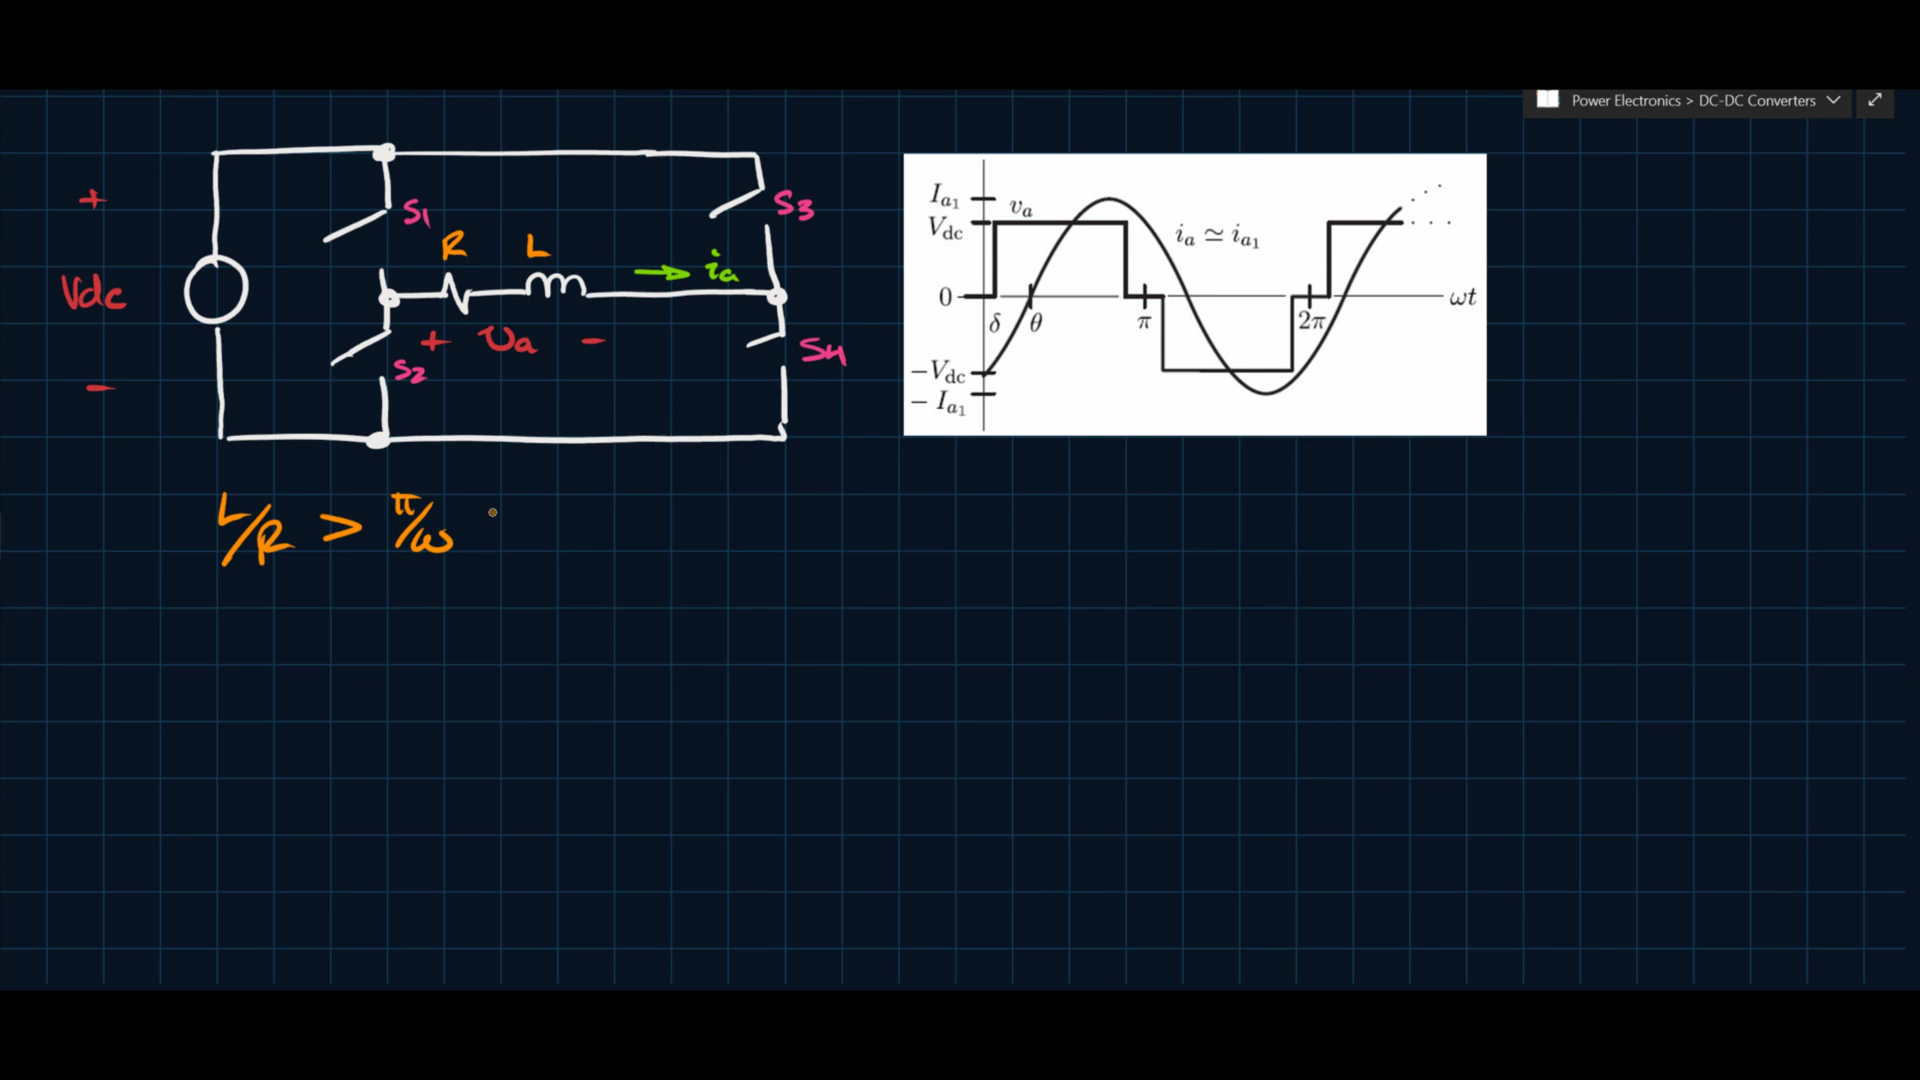 Power Electronics > DC-DC Converters
+
Vdc
-
S1
S2
S3
S4
R
L
→ ia
+ va -
L/R > π/ω
Ia1
Vdc
0
-Vdc
- Ia1
va
ia ≃ ia1
δ
θ
π
2π
ωt